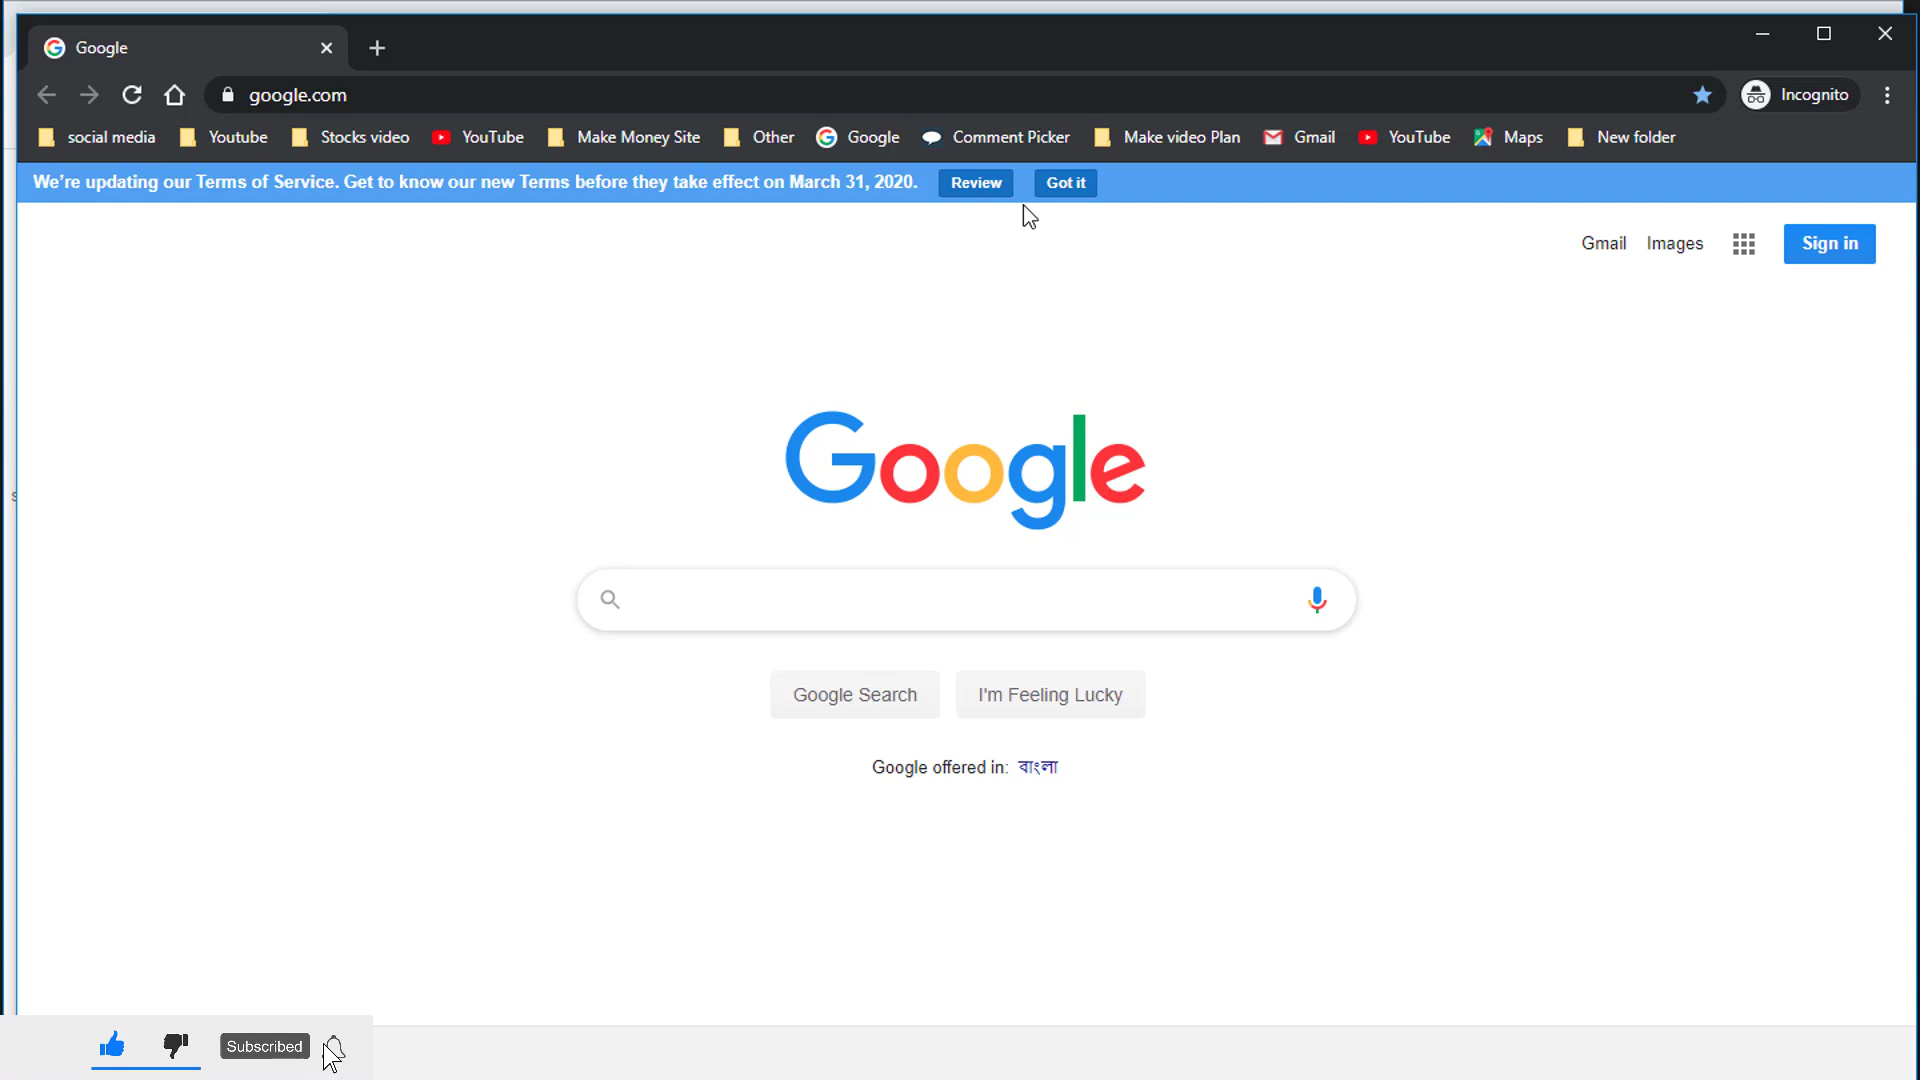 Google
google.com
Incognito
social media Youtube Stocks video YouTube Make Money Site Other Google Comment Picker Make video Plan Gmail YouTube Maps New folder
We're updating our Terms of Service. Get to know our new Terms before they take effect on March 31, 2020. Review Got it
Gmail Images Sign in
Google
Google Search I'm Feeling Lucky
Google offered in: বাংলা
Subscribed